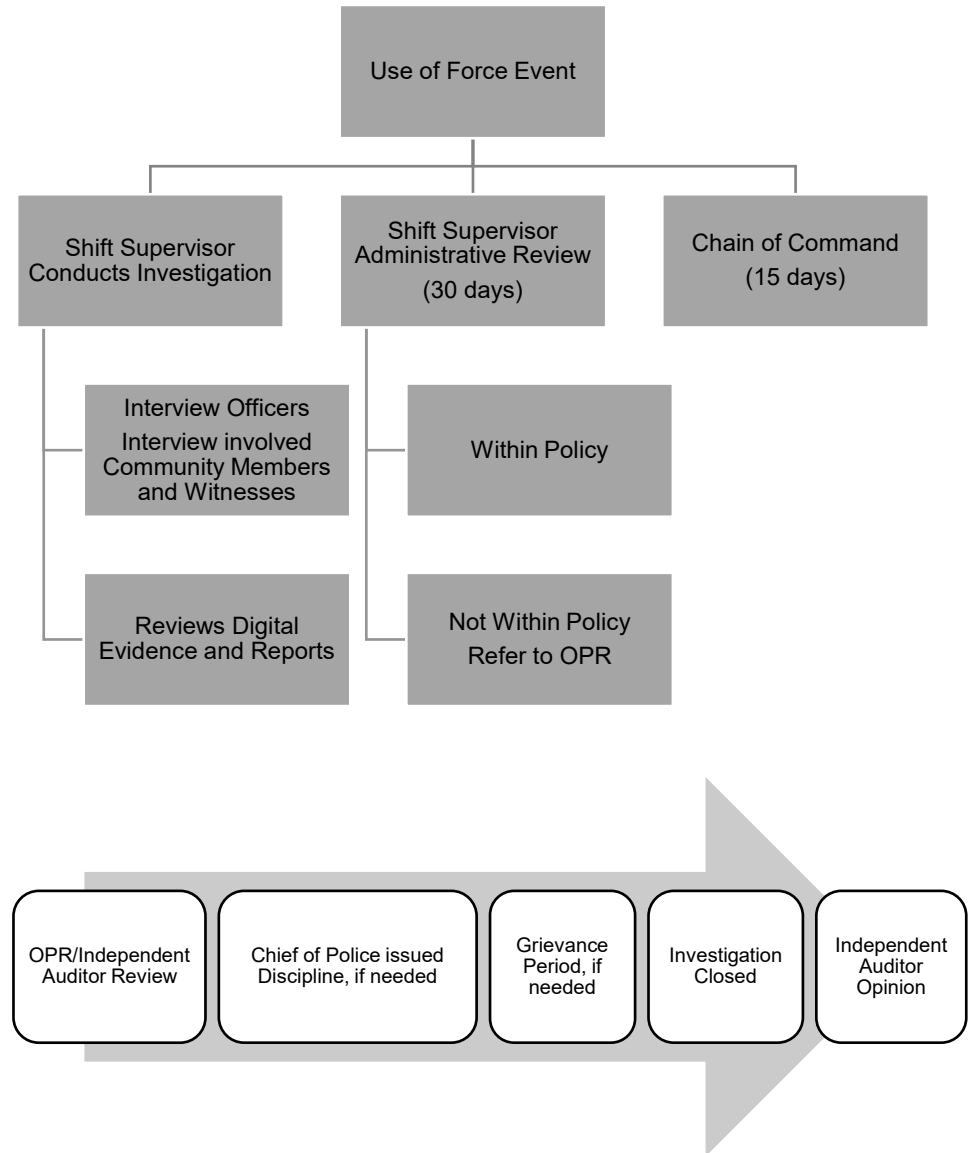 Use of Force Event
Shift Supervisor
Conducts Investigation
Shift Supervisor
Administrative Review
(30 days)
Chain of Command
(15 days)
Interview Officers
Interview involved
Community Members
and Witnesses
Within Policy
Reviews Digital
Evidence and Reports
Not Within Policy
Refer to OPR
OPR/Independent
Auditor Review
Chief of Police issued
Discipline, if needed
Grievance
Period, if
needed
Investigation
Closed
Independent
Auditor
Opinion